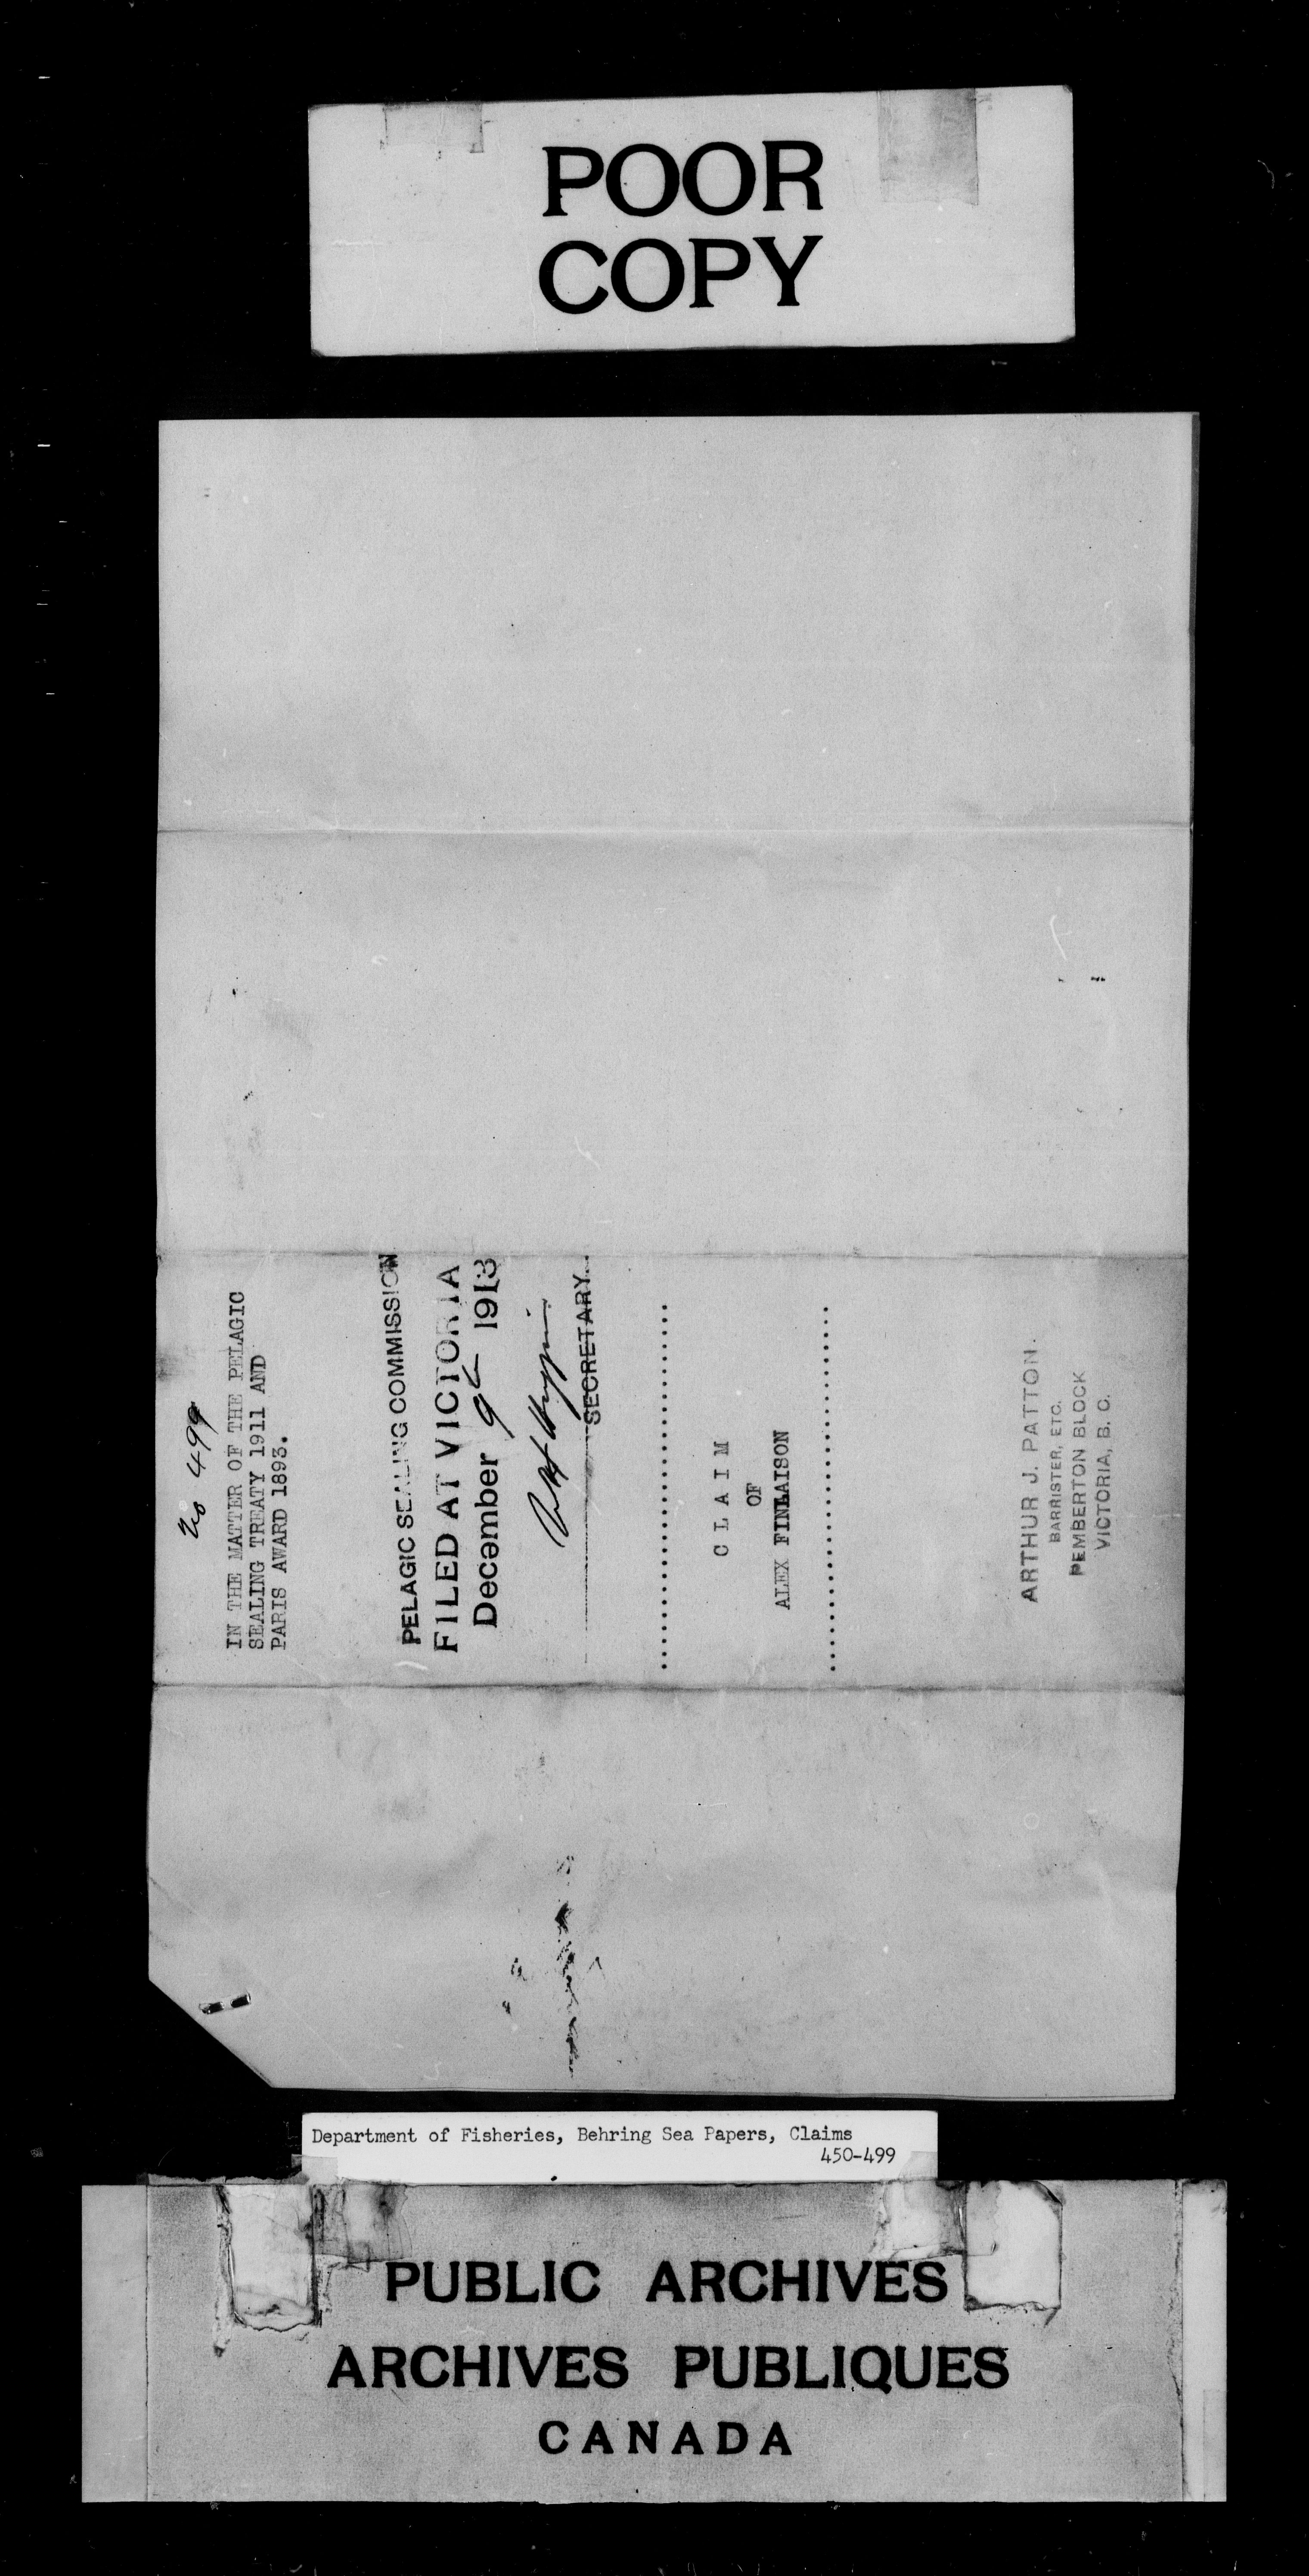 POOR
COPY
No 499
IN THE MATTER OF THE PELAGIC
SEALING TREATY 1911 AND
PARIS AWARD 1893.
PELAGIC SEALING COMMISSION
FILED AT VICTORIA
December 9th 1913
SECRETARY.
CLAIM
OF
ALEX FINLAISON
ARTHUR J. PATTON.
BARRISTER, ETC.
PEMBERTON BLOCK
VICTORIA, B. C.
Department of Fisheries, Behring Sea Papers, Claims
450-499
PUBLIC ARCHIVES
ARCHIVES PUBLIQUES
CANADA